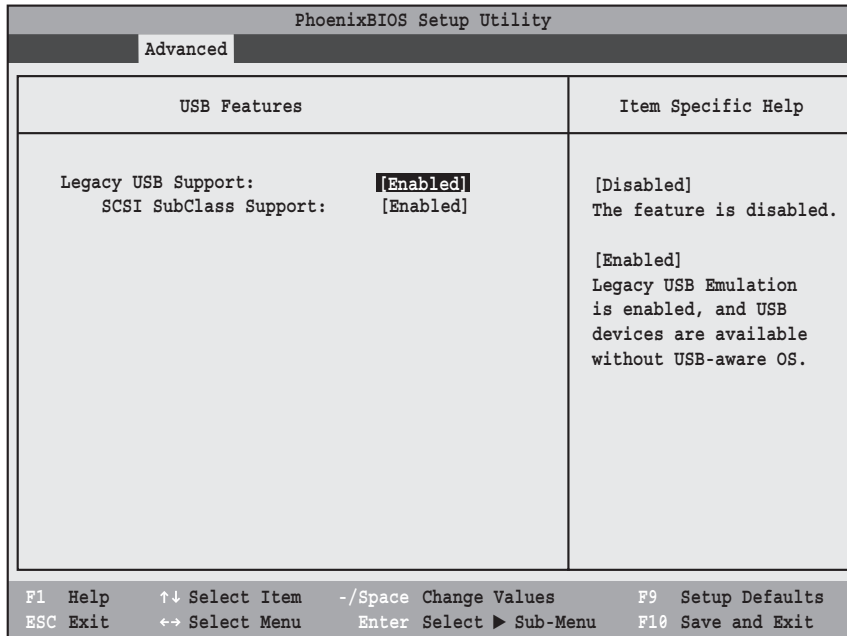 PhoenixBIOS Setup Utility
Advanced
USB Features
Legacy USB Support: [Enabled]
SCSI SubClass Support: [Enabled]
Item Specific Help
[Disabled]
The feature is disabled.
[Enabled]
Legacy USB Emulation
is enabled, and USB
devices are available
without USB-aware OS.
F1 Help ↑↓ Select Item -/Space Change Values F9 Setup Defaults
ESC Exit ←→ Select Menu Enter Select ▶ Sub-Menu F10 Save and Exit